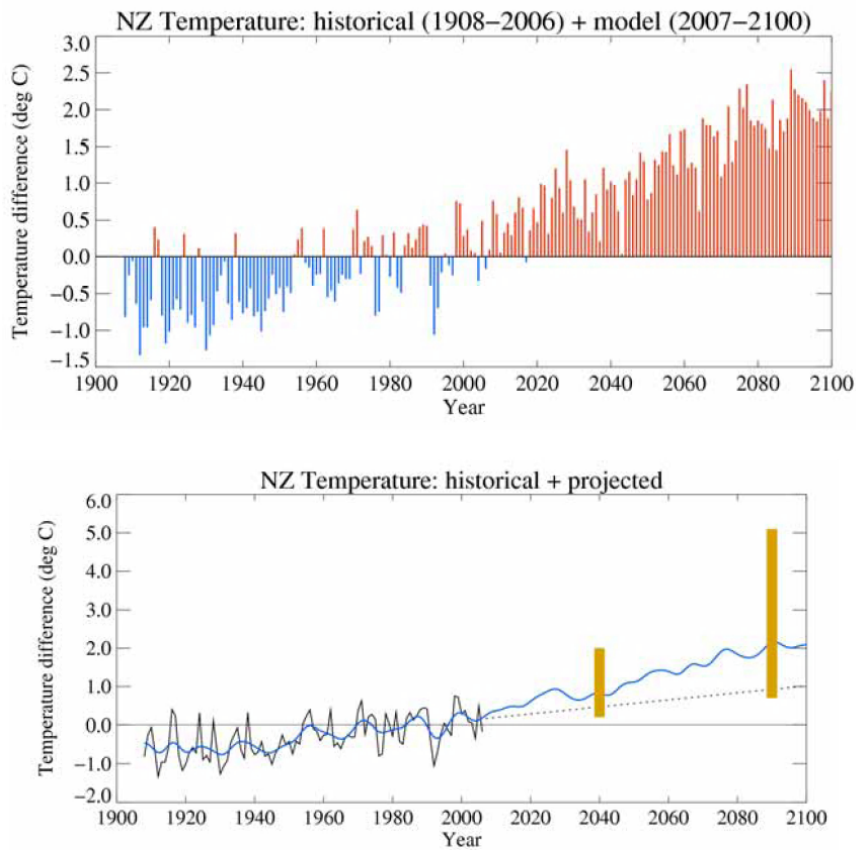 NZ Temperature: historical (1908−2006) + model (2007−2100)
Temperature difference (deg C)
3.0
2.5
2.0
1.5
1.0
0.5
0.0
−0.5
−1.0
−1.5
1900 1920 1940 1960 1980 2000 2020 2040 2060 2080 2100
Year
NZ Temperature: historical + projected
Temperature difference (deg C)
6.0
5.0
4.0
3.0
2.0
1.0
0.0
−1.0
−2.0
1900 1920 1940 1960 1980 2000 2020 2040 2060 2080 2100
Year